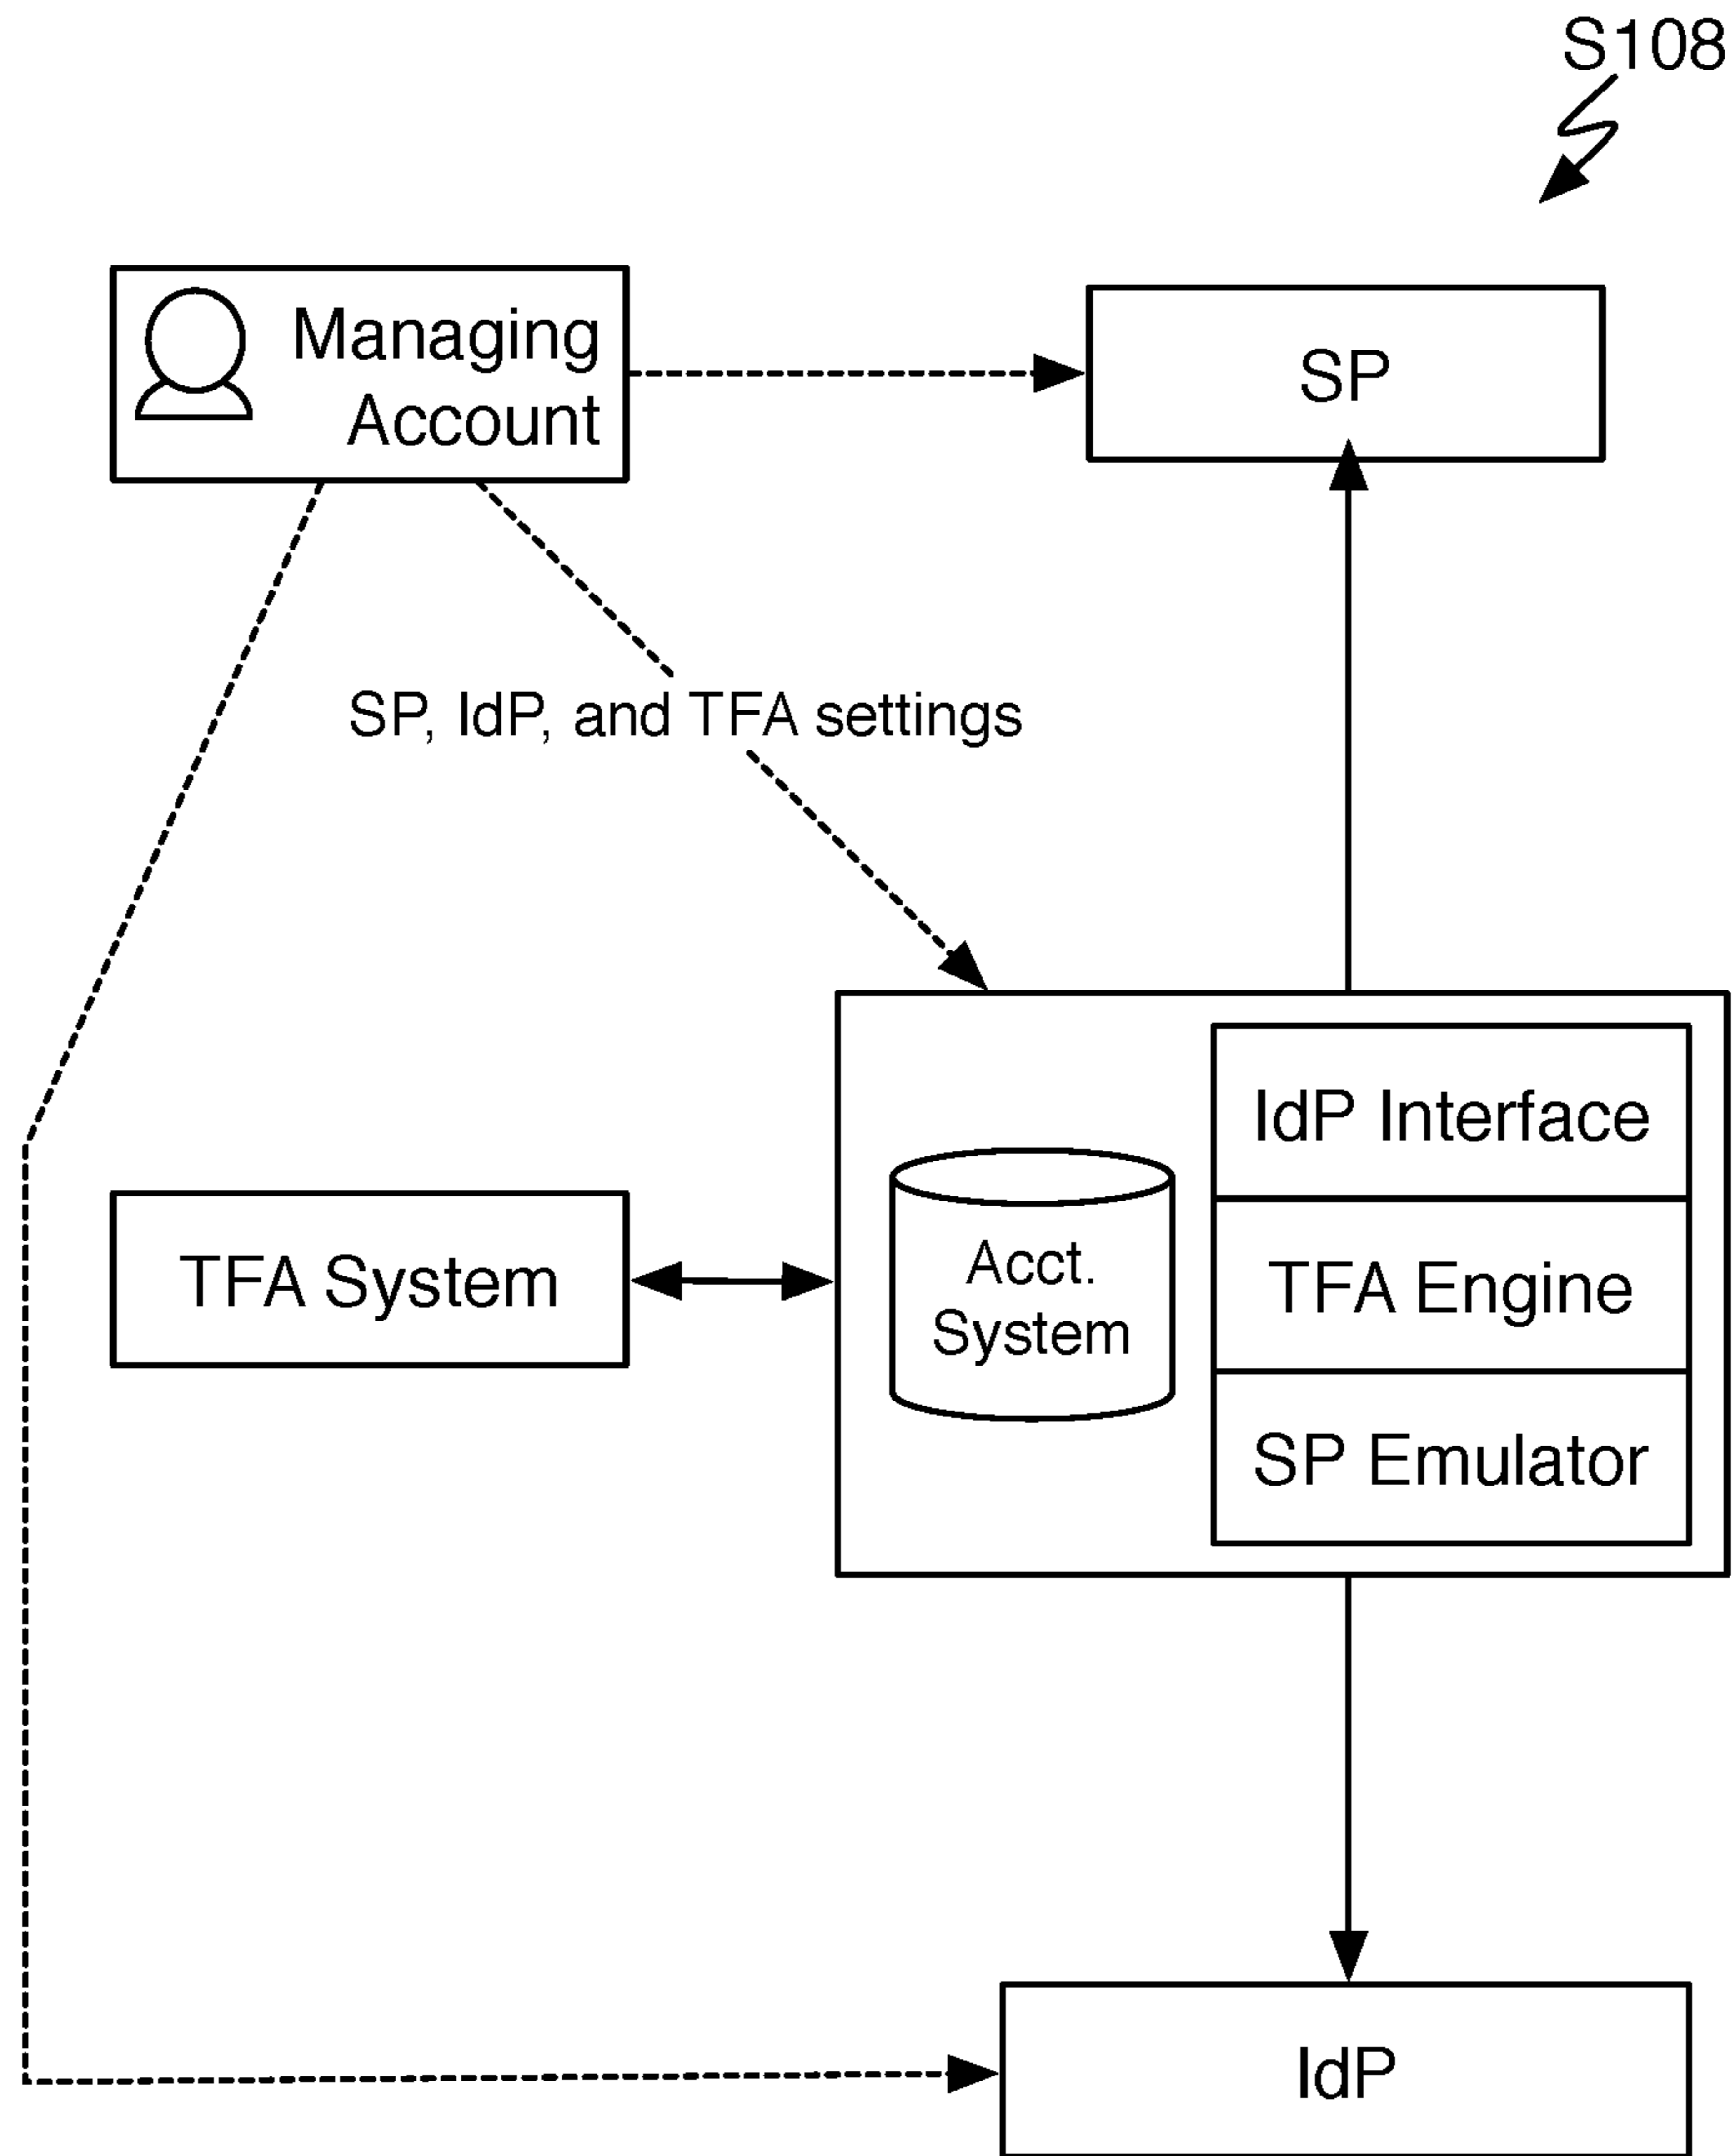 S108
Managing
Account
SP
SP, IdP, and TFA settings
IdP Interface
TFA System
Acct.
System
TFA Engine
SP Emulator
IdP